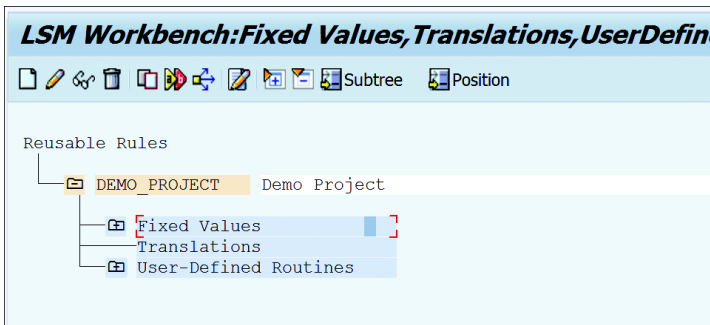 LSM Workbench:Fixed Values,Translations,UserDefin
Subtree Position
Reusable Rules
DEMO_PROJECT Demo Project
Fixed Values
Translations
User-Defined Routines